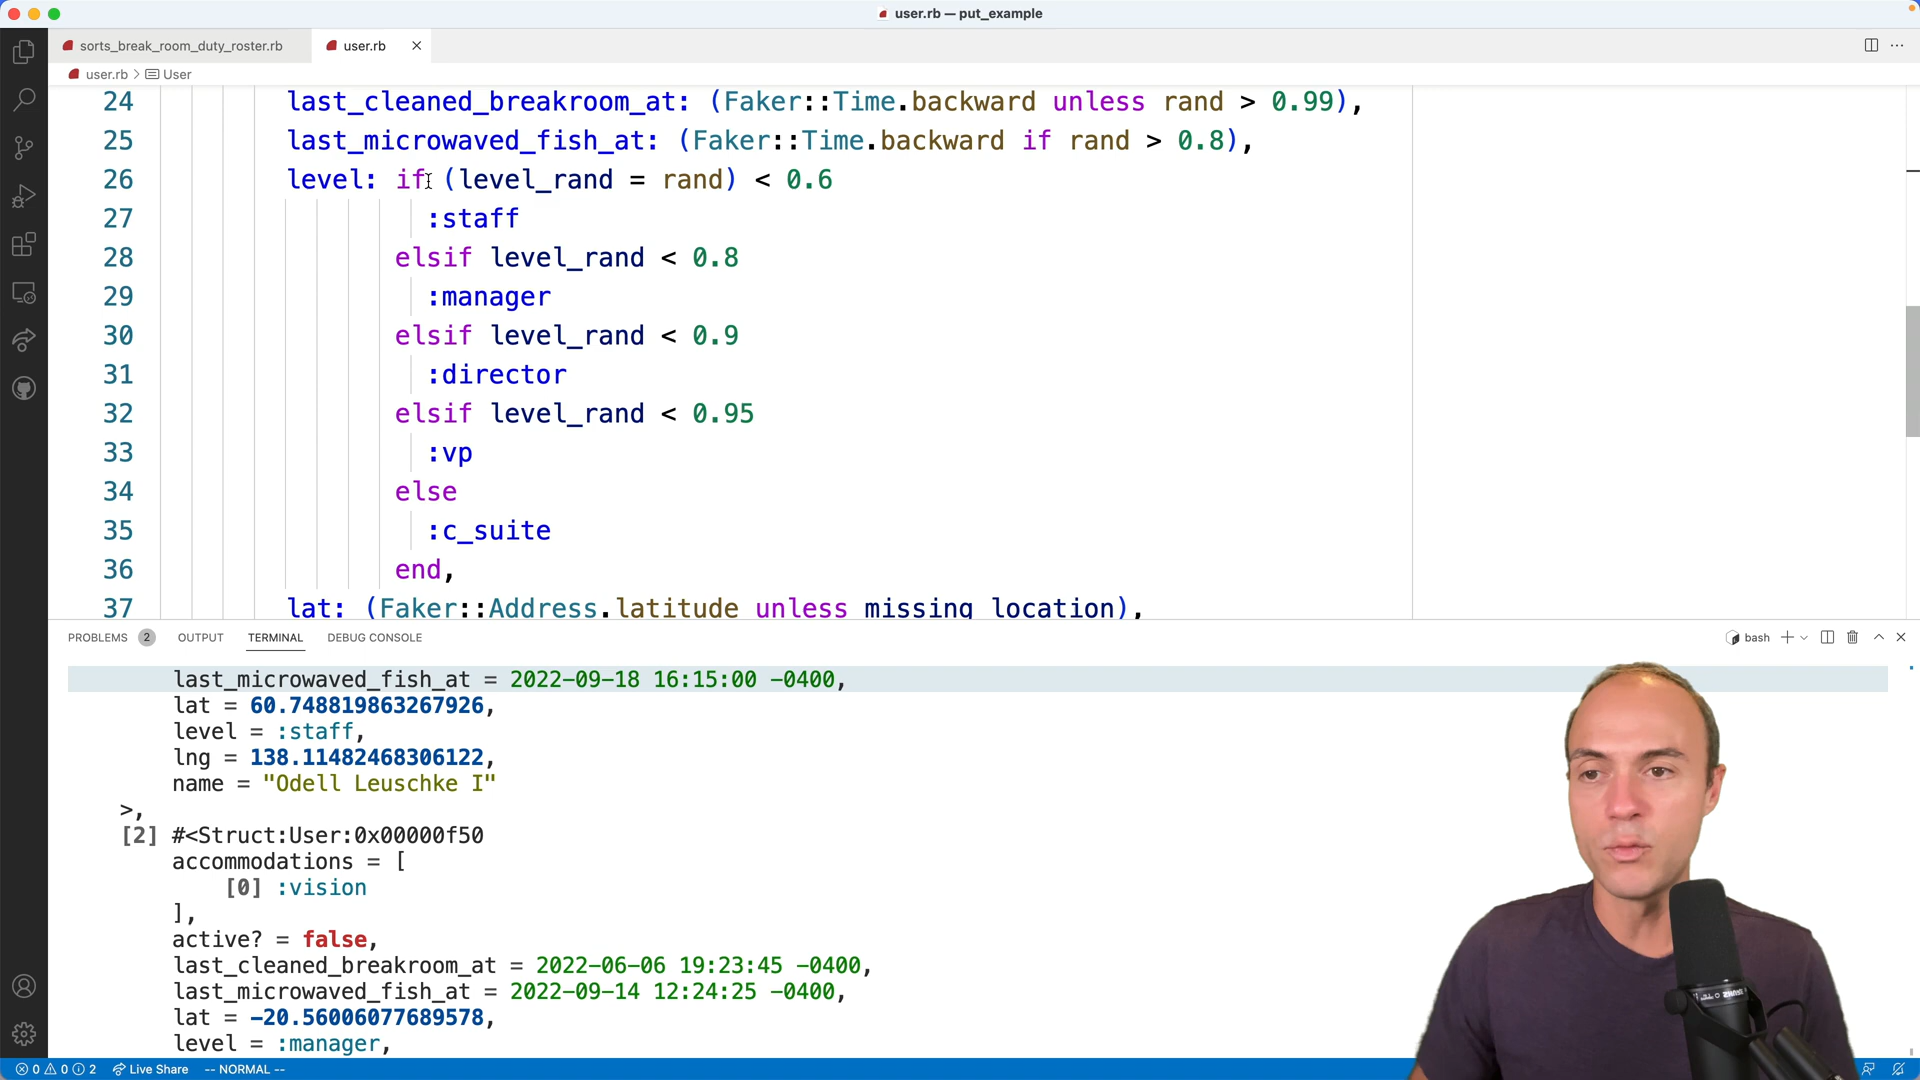 user.rb — put_example
sorts_break_room_duty_roster.rb
user.rb
user.rb > User
24 last_cleaned_breakroom_at: (Faker::Time.backward unless rand > 0.99),
25 last_microwaved_fish_at: (Faker::Time.backward if rand > 0.8),
26 level: if (level_rand = rand) < 0.6
27 :staff
28 elsif level_rand < 0.8
29 :manager
30 elsif level_rand < 0.9
31 :director
32 elsif level_rand < 0.95
33 :vp
34 else
35 :c_suite
36 end,
37 lat: (Faker::Address.latitude unless missing_location),
PROBLEMS 2 OUTPUT TERMINAL DEBUG CONSOLE bash
last_microwaved_fish_at = 2022-09-18 16:15:00 -0400,
lat = 60.748819863267926,
level = :staff,
lng = 138.11482468306122,
name = "Odell Leuschke I"
>,
[2] #<Struct:User:0x00000f50
accommodations = [
[0] :vision
],
active? = false,
last_cleaned_breakroom_at = 2022-06-06 19:23:45 -0400,
last_microwaved_fish_at = 2022-09-14 12:24:25 -0400,
lat = -20.56006077689578,
level = :manager,
0 0 2 Live Share -- NORMAL --